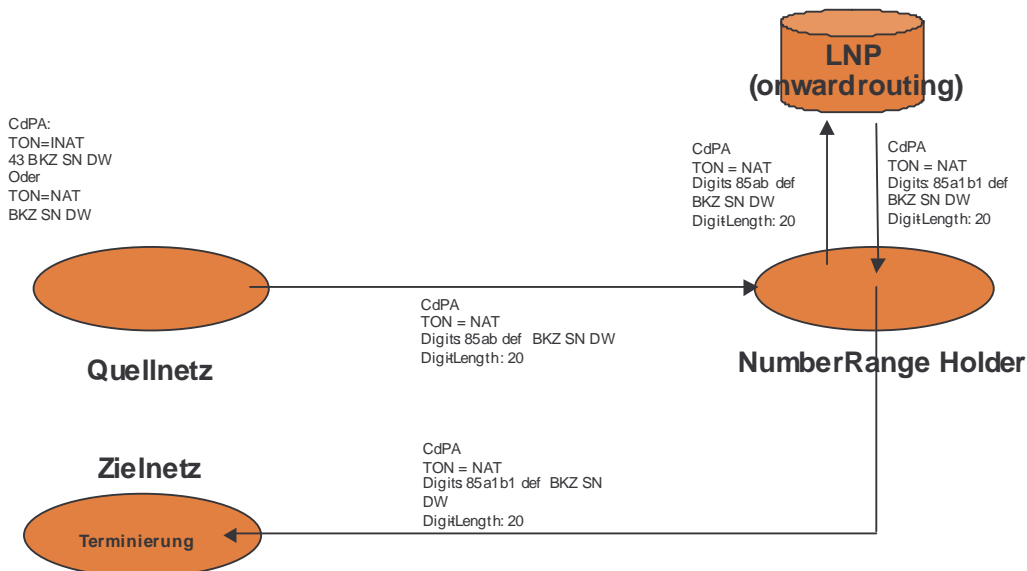 LNP
(onward routing)
CdPA:
TON=INAT
43 BKZ SN DW
Oder
TON=NAT
BKZ SN DW
CdPA
TON = NAT
Digits: 85ab def
BKZ SN DW
DigitLength: 20
CdPA
TON = NAT
Digits: 85a1b1 def
BKZ SN DW
DigitLength: 20
CdPA
TON = NAT
Digits: 85ab def BKZ SN DW
DigitLength: 20
Quellnetz
NumberRange Holder
Zielnetz
CdPA
TON = NAT
Digits: 85a1b1 def BKZ SN
DW
DigitLength: 20
Terminierung